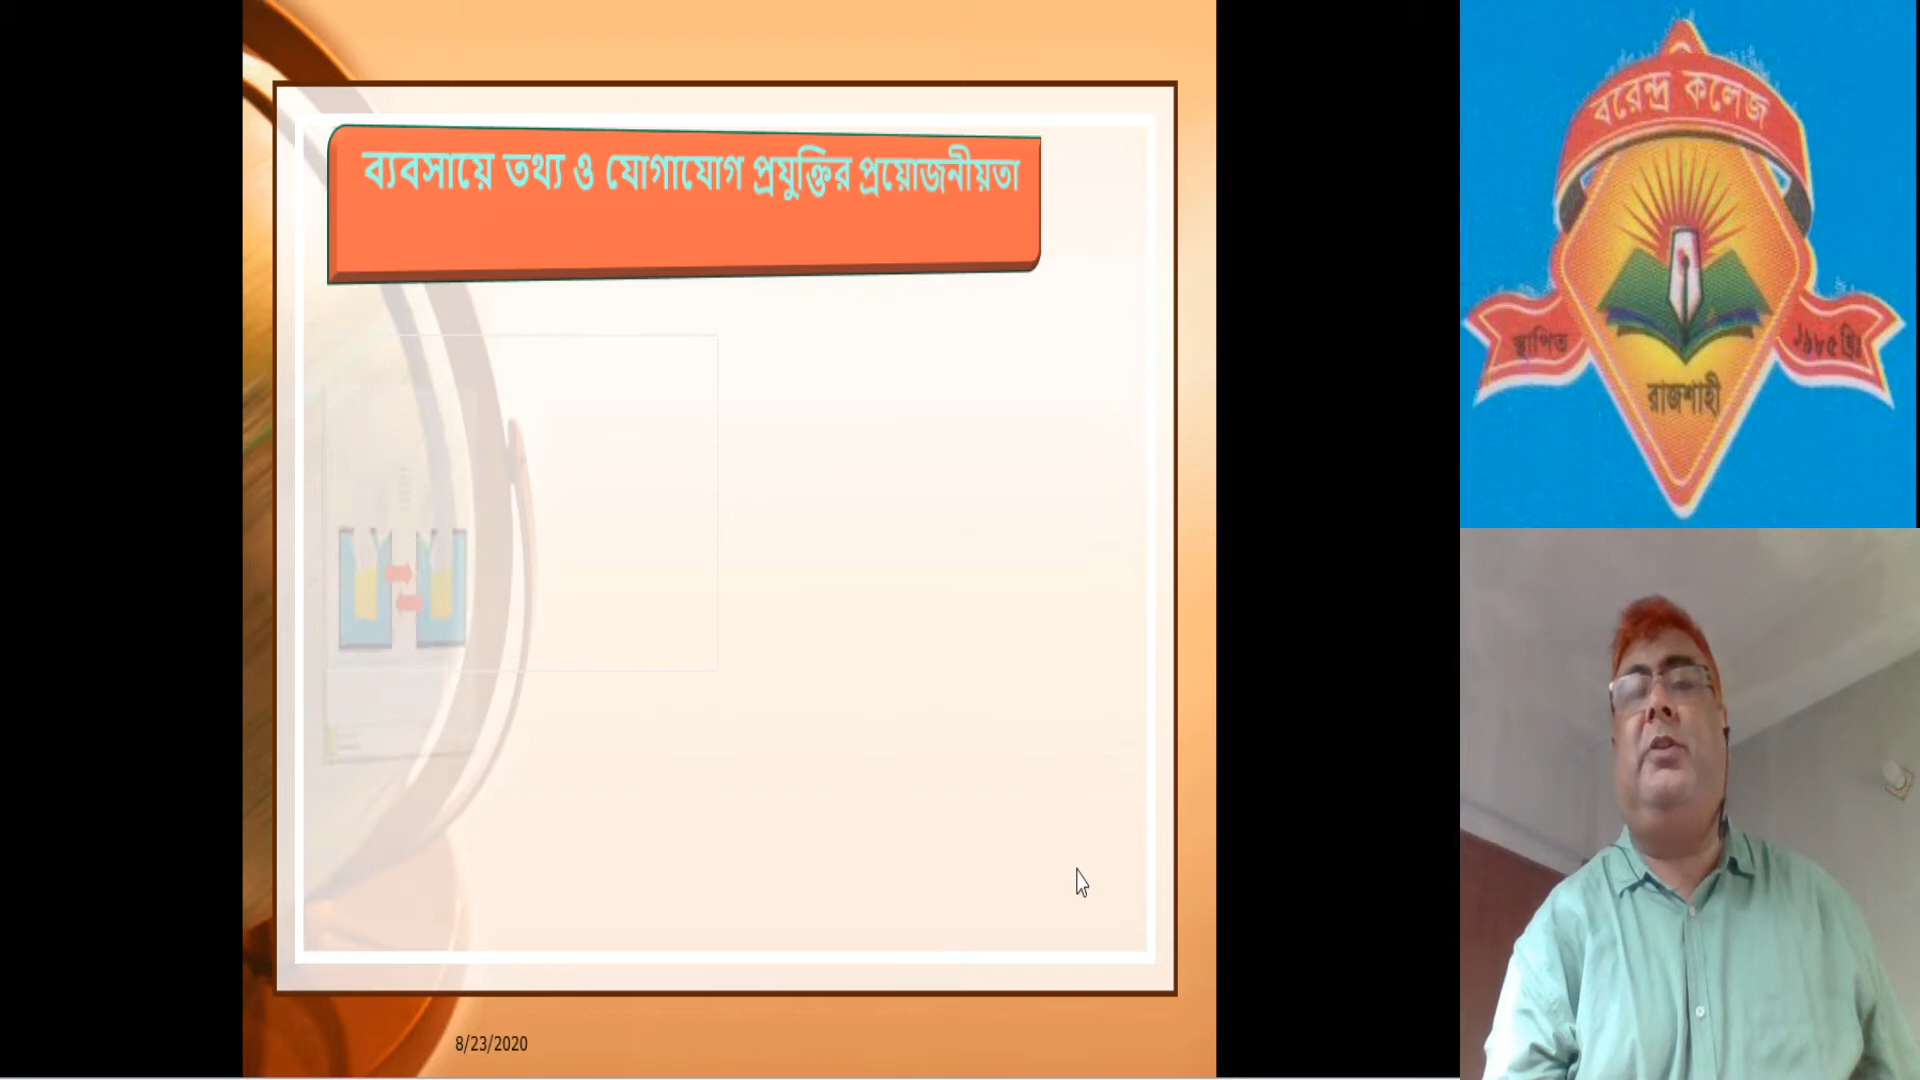 ব্যবসায়ে তথ্য ও যোগাযোগ প্রযুক্তির প্রয়োজনীয়তা
8/23/2020
বরেন্দ্র কলেজ
স্থাপিত
১৯৮৫ খ্রিঃ
রাজশাহী